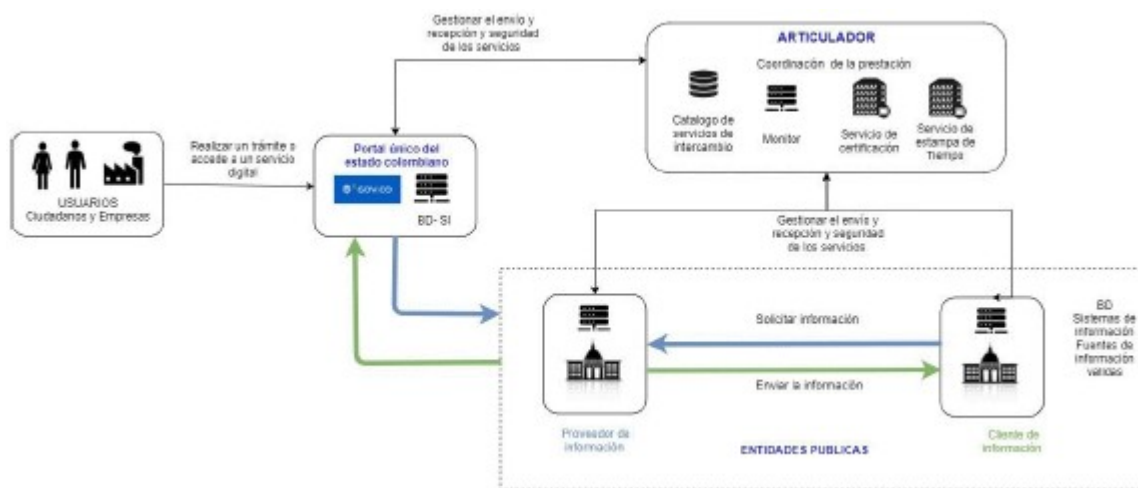 Gestionar el envío y
recepción y seguridad
de los servicios
ARTICULADOR
Coordinación de la prestación
Catalogo de
servicios de
intercambio
Monitor
Servicio de
certificación
Servicio de
estampa de
Tiempo
Realizar un trámite o
accede a un servicio
digital
Portal único del
estado colombiano
GOV.CO
BD- SI
USUARIOS
Ciudadanos y Empresas
Gestionar el envío y
recepción y seguridad
de los servicios
Solicitar información
Enviar la información
BD
Sistemas de
información
Fuentes de
información
validas
Proveedor de
información
ENTIDADES PUBLICAS
Cliente de
información